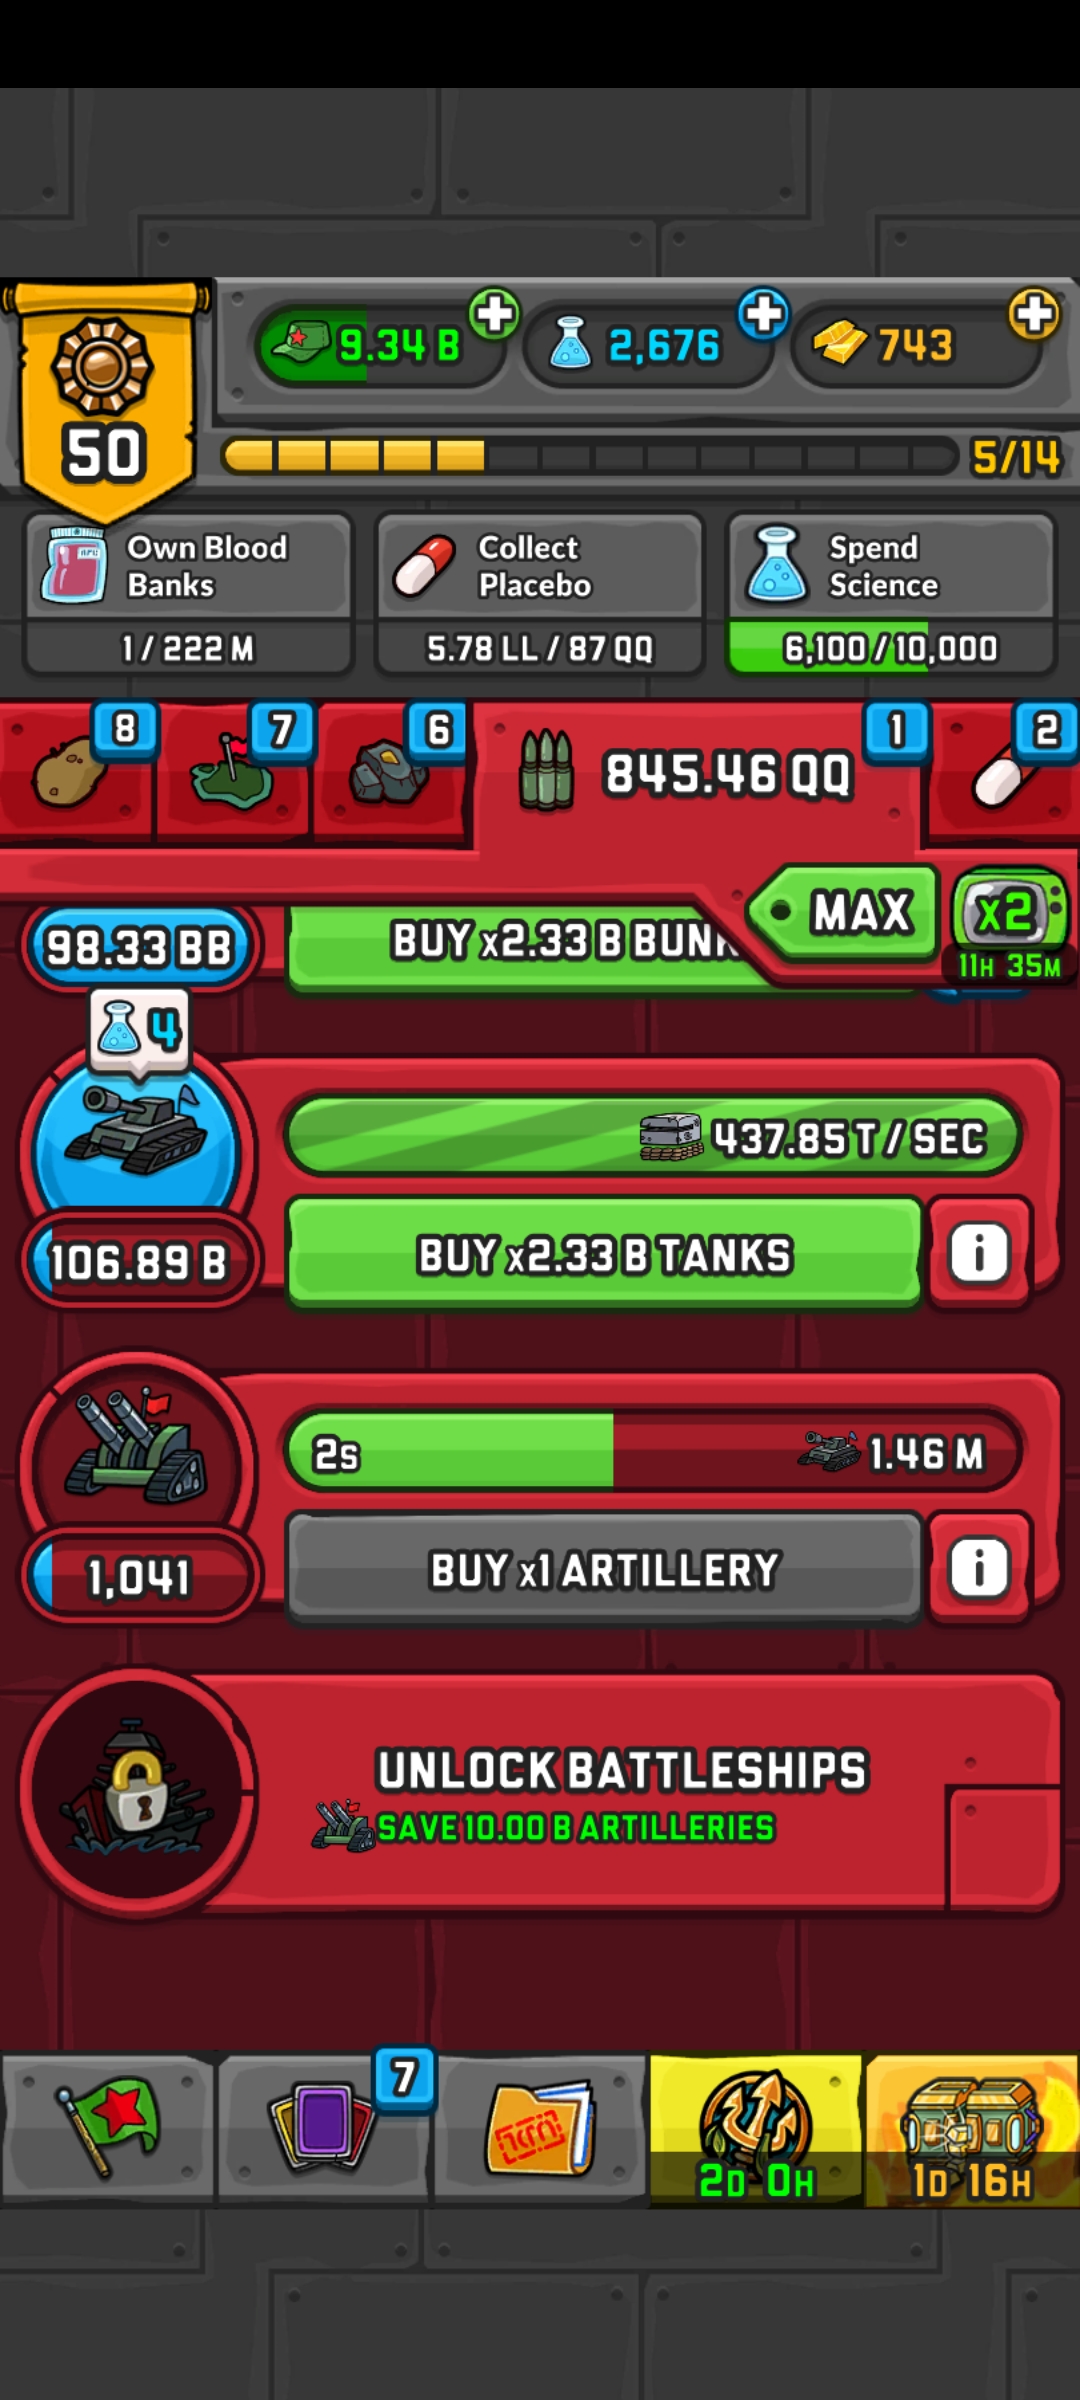 9.34 B
2,676
743
50
5/14
Own Blood
Banks
1 / 222 M
Collect
Placebo
5.78 LL / 87 QQ
Spend
Science
6,100 / 10,000
8
7
6
845.46 QQ
1
2
MAX
x2
11H 35M
98.33 BB
BUY x2.33 B BUN
4
437.85 T / SEC
106.89 B
BUY x2.33 B TANKS
i
2s
1.46 M
1,041
BUY x1 ARTILLERY
i
UNLOCK BATTLESHIPS
SAVE 10.00 B ARTILLERIES
7
2D 0H
1D 16H